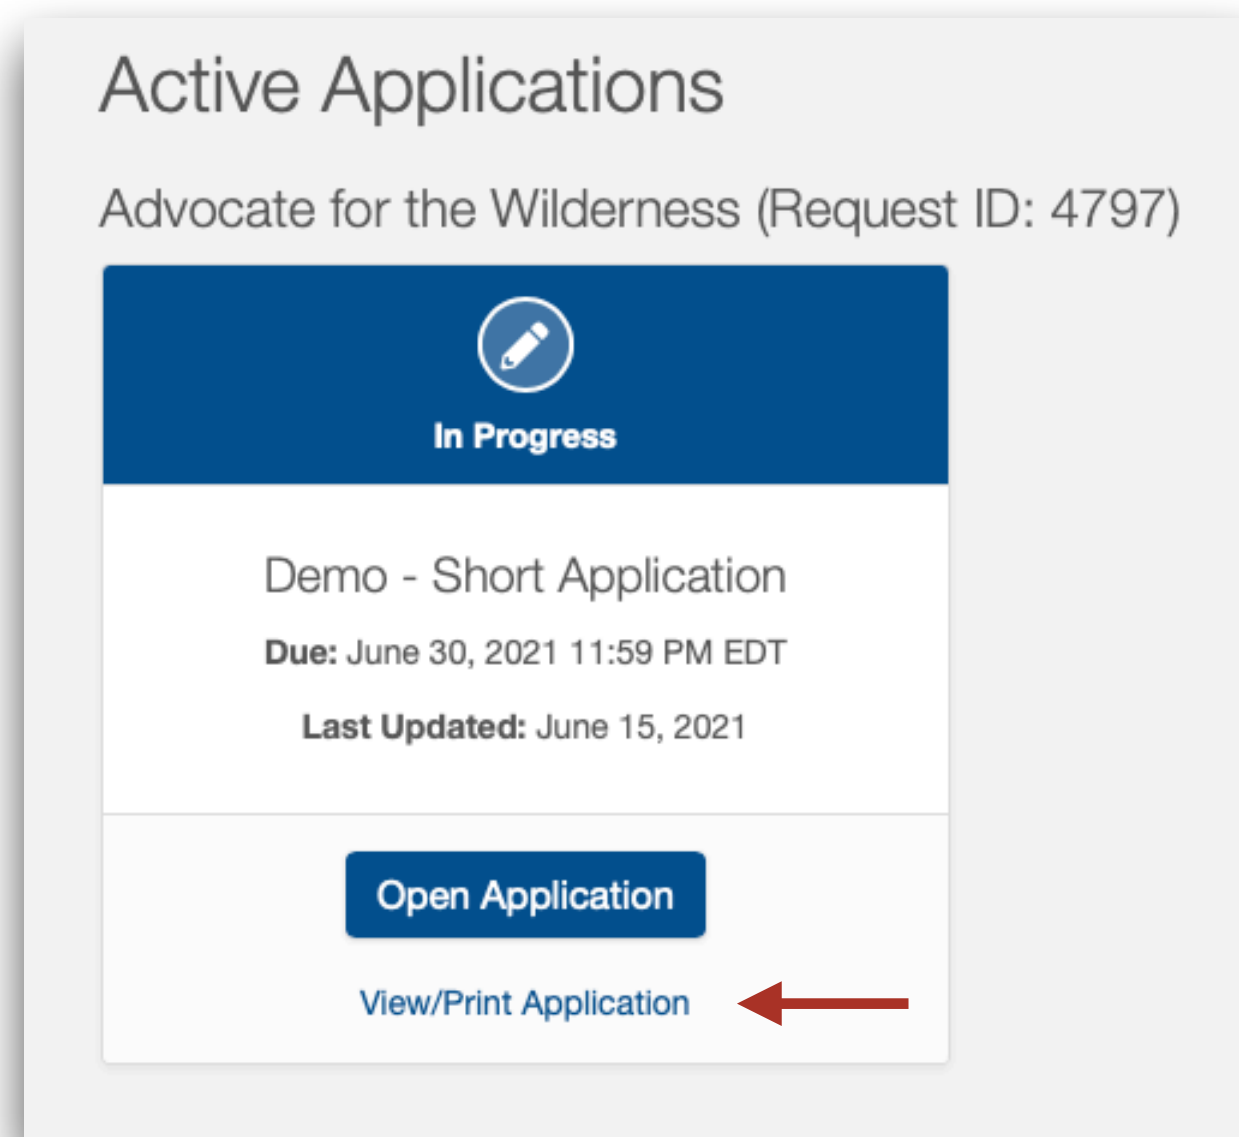 Active Applications
Advocate for the Wilderness (Request ID: 4797)
In Progress
Demo - Short Application
Due: June 30, 2021 11:59 PM EDT
Last Updated: June 15, 2021
Open Application
View/Print Application